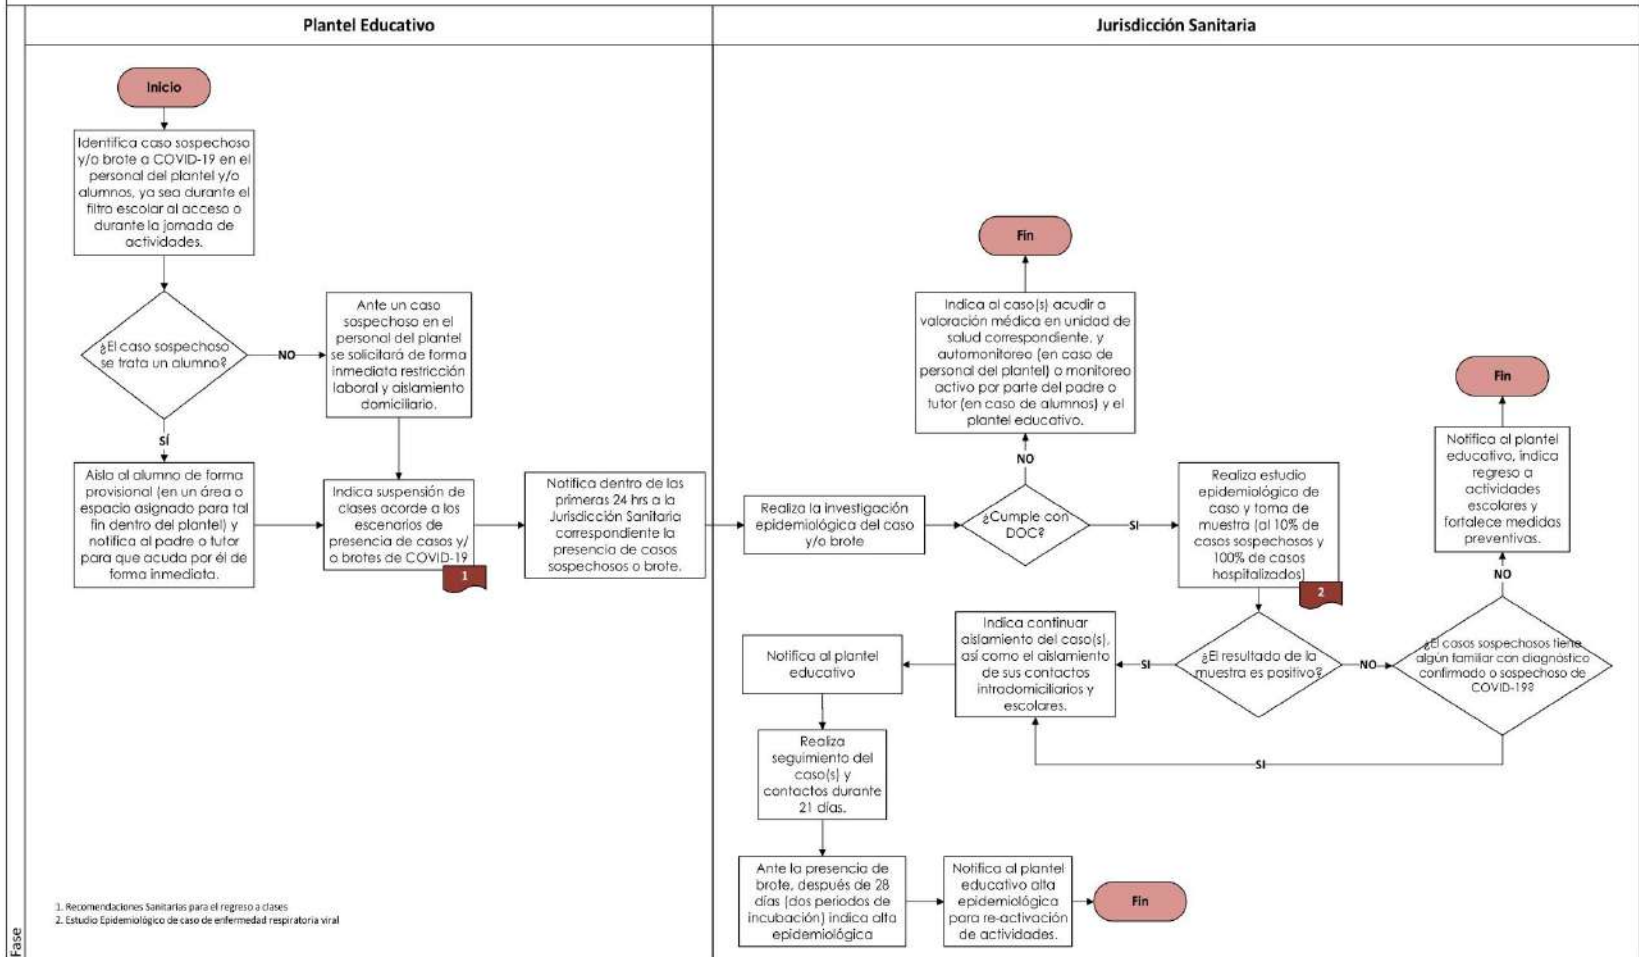 Plantel Educativo
Jurisdicción Sanitaria
Inicio
Identifica caso sospechoso
y/o brote a COVID-19 en el
personal del plantel y/o
alumnos, ya sea durante el
filtro escolar al acceso o
durante la jornada de
actividades.
¿El caso sospechoso
se trata un alumno?
NO
Ante un caso
sospechoso en el
personal del plantel
se solicitará de forma
inmediata restricción
laboral y aislamiento
domiciliario.
SÍ
Aisla al alumno de forma
provisional (en un área o
espacio asignado para tal
fin dentro del plantel) y
notifica al padre o tutor
para que acuda por él de
forma inmediata.
Indica suspensión de
clases acorde a los
escenarios de
presencia de casos y/
o brotes de COVID-19
1
Notifica dentro de las
primeras 24 hrs a la
Jurisdicción Sanitaria
correspondiente la
presencia de casos
sospechosos o brote.
Realiza la investigación
epidemiológica del caso
y/o brote
¿Cumple con
DOC?
NO
Indica al caso(s) acudir a
valoración médica en unidad de
salud correspondiente, y
automonitoreo (en caso de
personal del plantel) o monitoreo
activo por parte del padre o
tutor (en caso de alumnos) y el
plantel educativo.
Fin
SI
Realiza estudio
epidemiológico de
caso y toma de
muestra (al 10% de
casos sospechosos y
100% de casos
hospitalizados)
2
¿El resultado de la
muestra es positivo?
NO
¿El casos sospechosos tiene
algún familiar con diagnóstico
confirmado o sospechoso de
COVID-19?
NO
Notifica al plantel
educativo, indica
regreso a
actividades
escolares y
fortalece medidas
preventivas.
Fin
SI
SI
Indica continuar
aislamiento del caso(s),
así como el aislamiento
de sus contactos
intradomiciliarios y
escolares.
Notifica al plantel
educativo
Realiza
seguimiento del
caso(s) y
contactos durante
21 días.
Ante la presencia de
brote, después de 28
días (dos periodos de
incubación) indica alta
epidemiológica
Notifica al plantel
educativo alta
epidemiológica
para re-activación
de actividades.
Fin
1. Recomendaciones Sanitarias para el regreso a clases
2. Estudio Epidemiológico de caso de enfermedad respiratoria viral
Fase